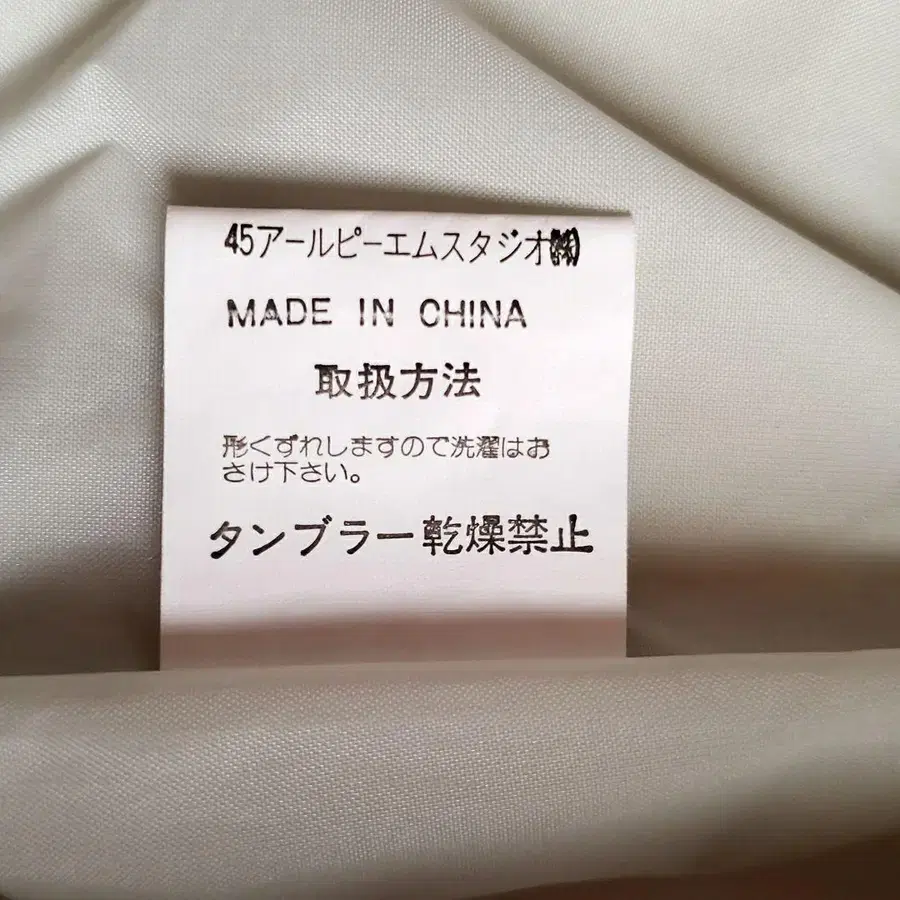 45アールピーエムスタジオ(株)
MADE IN CHINA
取扱方法
形くずれしますので洗濯はお
さけ下さい。
タンブラー乾燥禁止